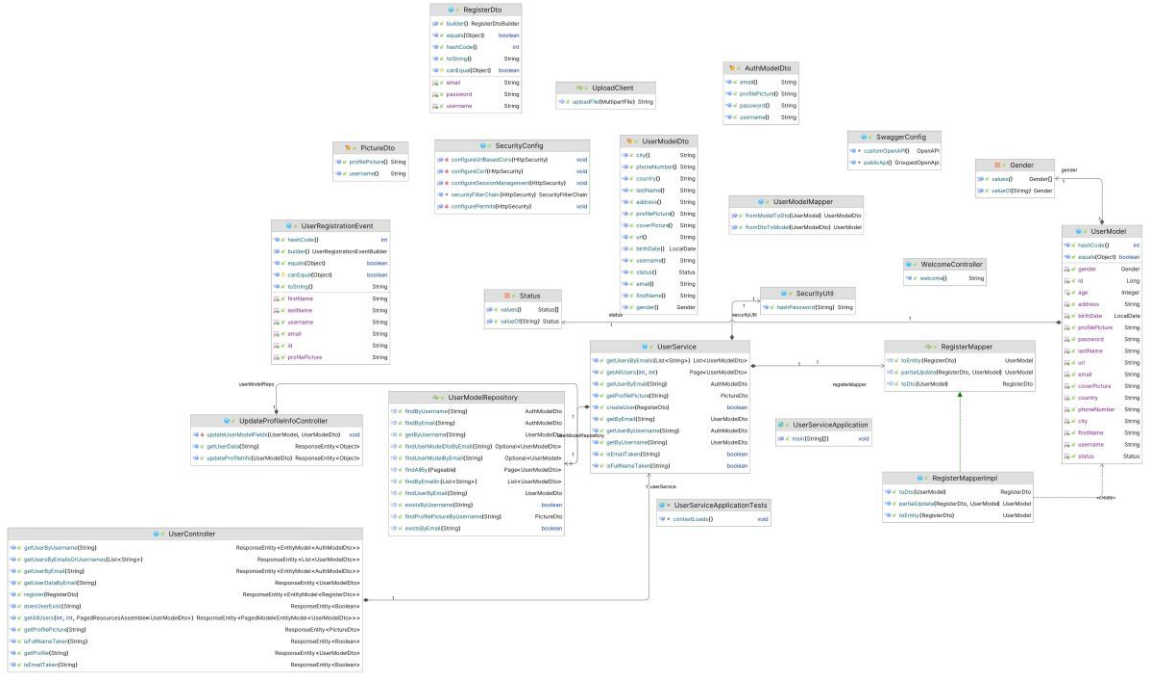 RegisterDto
builder() RegisterDtoBuilder
equals(Object) boolean
hashCode() int
toString() String
canEqual(Object) boolean
email String
password String
username String
UploadClient
uploadFile(MultipartFile) String
AuthModelDto
email() String
profilePicture() String
password() String
username() String
PictureDto
profilePicture() String
username() String
SecurityConfig
configureUrlBasedCors(HttpSecurity) void
configureCsrf(HttpSecurity) void
configureSessionManagement(HttpSecurity) void
securityFilterChain(HttpSecurity) SecurityFilterChain
configurePermits(HttpSecurity) void
UserModelDto
city() String
phoneNumber() String
country() String
lastName() String
address() String
profilePicture() String
coverPicture() String
url() String
birthDate() LocalDate
username() String
status() Status
email() String
firstName() String
gender() Gender
SwaggerConfig
customOpenAPI() OpenAPI
publicApi() GroupedOpenApi
Gender
values() Gender[]
valueOf(String) Gender
gender
1
1
UserModelMapper
fromModelToDto(UserModel) UserModelDto
fromDtoToModel(UserModelDto) UserModel
UserModel
hashCode() int
equals(Object) boolean
gender Gender
id Long
age Integer
address String
birthDate LocalDate
profilePicture String
password String
lastName String
url String
email String
coverPicture String
country String
phoneNumber String
city String
firstName String
username String
status Status
UserRegistrationEvent
hashCode() int
builder() UserRegistrationEventBuilder
equals(Object) boolean
canEqual(Object) boolean
toString() String
firstName String
lastName String
username String
email String
id String
profilePicture String
WelcomeController
welcome() String
Status
values() Status[]
valueOf(String) Status
status
1
1
SecurityUtil
hashPassword(String) String
securityUtil
1
1
UserService
getUsersByEmails(List<String>) List<UserModelDto>
getAllUsers(int, int) Page<UserModelDto>
getUserByEmail(String) AuthModelDto
getProfilePicture(String) PictureDto
createUser(RegisterDto) boolean
getByEmail(String) UserModelDto
getUserByUsername(String) AuthModelDto
getByUsername(String) UserModelDto
isEmailTaken(String) boolean
isFullNameTaken(String) boolean
RegisterMapper
toEntity(RegisterDto) UserModel
partialUpdate(RegisterDto, UserModel) UserModel
toDto(UserModel) RegisterDto
registerMapper
1
1
userModelRepo
1
1
UpdateProfileInfoController
updateUserModelFields(UserModel, UserModelDto) void
getUserData(String) ResponseEntity<Object>
updateProfileInfo(UserModelDto) ResponseEntity<Object>
UserModelRepository
findByUsername(String) AuthModelDto
findByEmail(String) AuthModelDto
getByUsername(String)
findUserModelDtoByEmail(String) Optional<UserModelDto>
findUserModelByEmail(String) Optional<UserModel>
findAllBy(Pageable) Page<UserModelDto>
findByEmailIn(List<String>) List<UserModelDto>
findUserByEmail(String) UserModelDto
existsByUsername(String) boolean
findProfilePictureByUsername(String) PictureDto
existsByEmail(String) boolean
1
1
UserServiceApplication
main(String[]) void
RegisterMapperImpl
toDto(UserModel) RegisterDto
partialUpdate(RegisterDto, UserModel) UserModel
toEntity(RegisterDto) UserModel
«create»
UserServiceApplicationTests
contextLoads() void
1 userService
1
UserController
getUserByUsername(String) ResponseEntity<EntityModel<AuthModelDto>>
getUsersByEmailsOrUsernames(List<String>) ResponseEntity<List<UserModelDto>>
getUserByEmail(String) ResponseEntity<EntityModel<AuthModelDto>>
getUserDataByEmail(String) ResponseEntity<UserModelDto>
register(RegisterDto) ResponseEntity<EntityModel<RegisterDto>>
doesUserExist(String) ResponseEntity<Boolean>
getAllUsers(int, int, PagedResourcesAssembler<UserModelDto>) ResponseEntity<PagedModel<EntityModel<UserModelDto>>>
getProfilePicture(String) ResponseEntity<PictureDto>
isFullNameTaken(String) ResponseEntity<Boolean>
getProfile(String) ResponseEntity<UserModelDto>
isEmailTaken(String) ResponseEntity<Boolean>